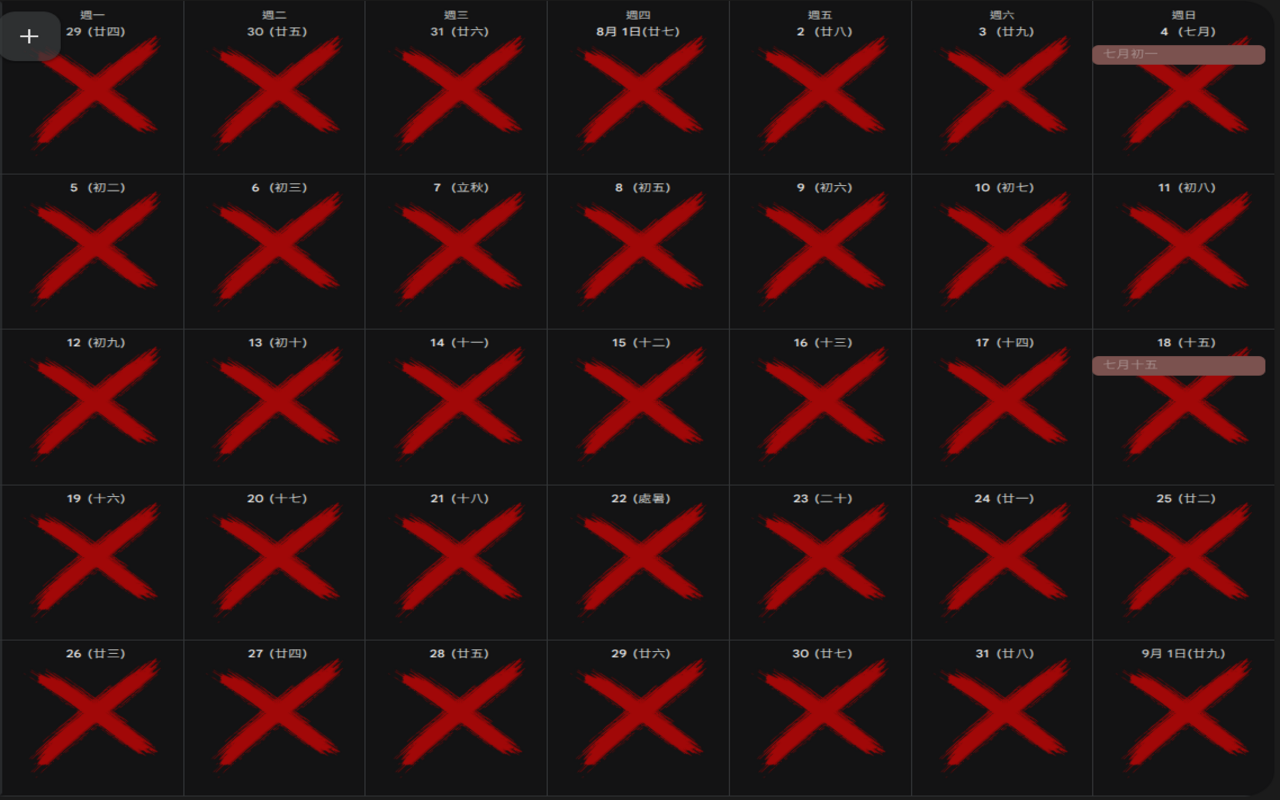 週一 週二 週三 週四 週五 週六 週日
29 (廿四) 30 (廿五) 31 (廿六) 8月 1日(廿七) 2 (廿八) 3 (廿九) 4 (七月)
七月初一
5 (初二) 6 (初三) 7 (立秋) 8 (初五) 9 (初六) 10 (初七) 11 (初八)
12 (初九) 13 (初十) 14 (十一) 15 (十二) 16 (十三) 17 (十四) 18 (十五)
七月十五
19 (十六) 20 (十七) 21 (十八) 22 (處暑) 23 (二十) 24 (廿一) 25 (廿二)
26 (廿三) 27 (廿四) 28 (廿五) 29 (廿六) 30 (廿七) 31 (廿八) 9月 1日(廿九)